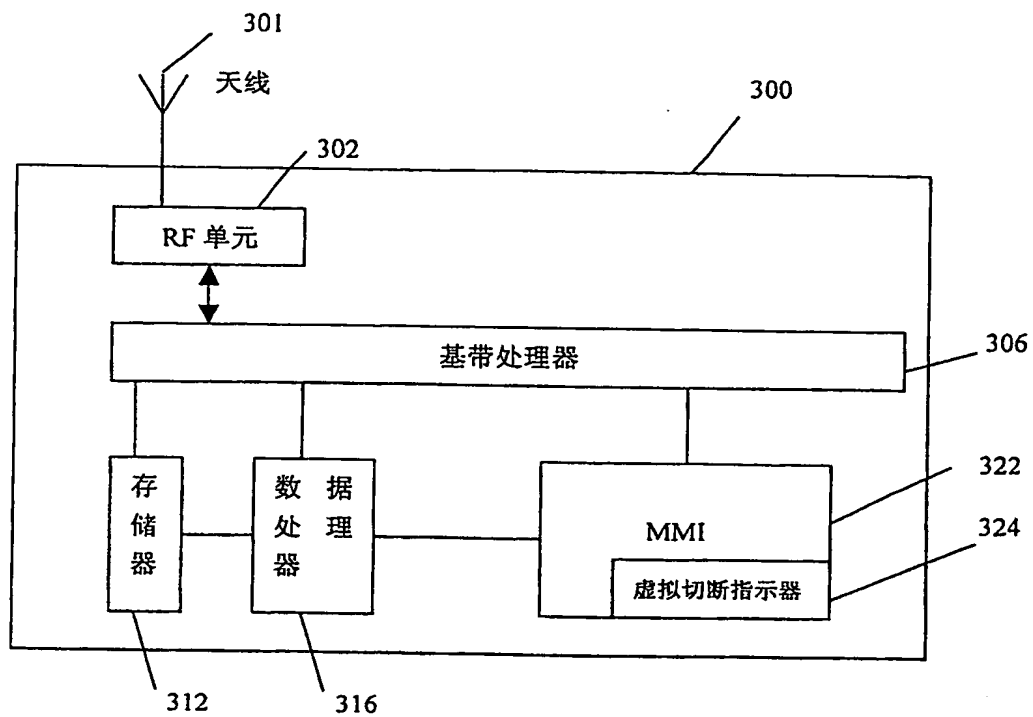 301
天线
300
302
RF 单元
基带处理器
306
存
储
器
数 据
处 理
器
MMI
322
324
虚拟切断指示器
312
316